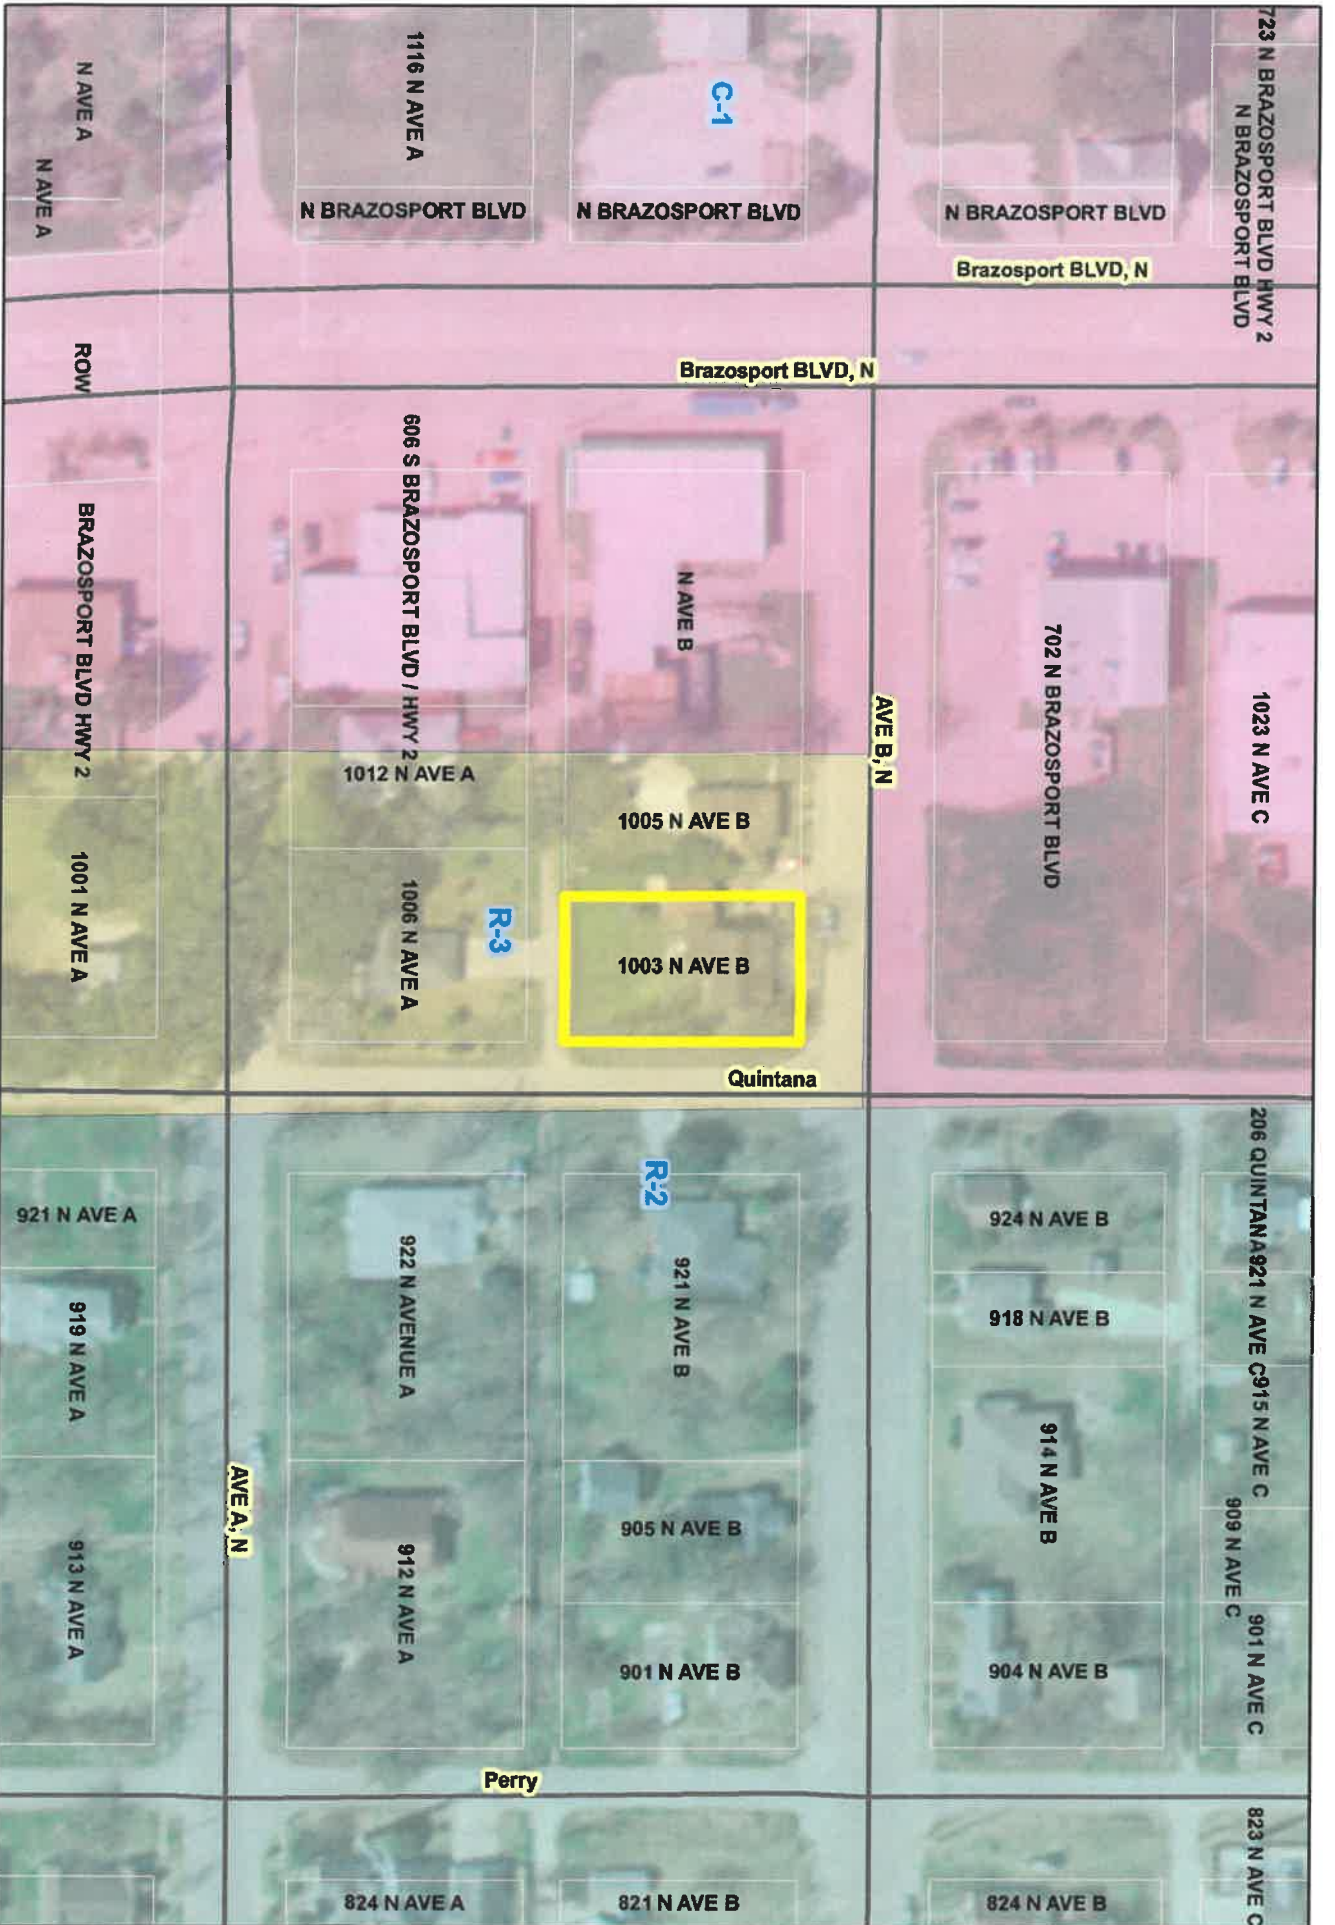 723 N BRAZOSPORT BLVD HWY 2
N BRAZOSPORT BLVD
N AVE A
1116 N AVE A
C-1
N AVE A
N BRAZOSPORT BLVD
N BRAZOSPORT BLVD
N BRAZOSPORT BLVD
Brazosport BLVD, N
ROW
Brazosport BLVD, N
606 S BRAZOSPORT BLVD / HWY 2
BRAZOSPORT BLVD HWY 2
N AVE B
702 N BRAZOSPORT BLVD
1023 N AVE C
AVE B, N
1012 N AVE A
1005 N AVE B
1001 N AVE A
1006 N AVE A
R-3
1003 N AVE B
Quintana
206 QUINTANA
921 N AVE C
R-2
921 N AVE A
922 N AVENUE A
921 N AVE B
924 N AVE B
919 N AVE A
918 N AVE B
915 N AVE C
914 N AVE B
AVE A, N
905 N AVE B
909 N AVE C
913 N AVE A
912 N AVE A
901 N AVE B
904 N AVE B
901 N AVE C
Perry
823 N AVE C
824 N AVE A
821 N AVE B
824 N AVE B